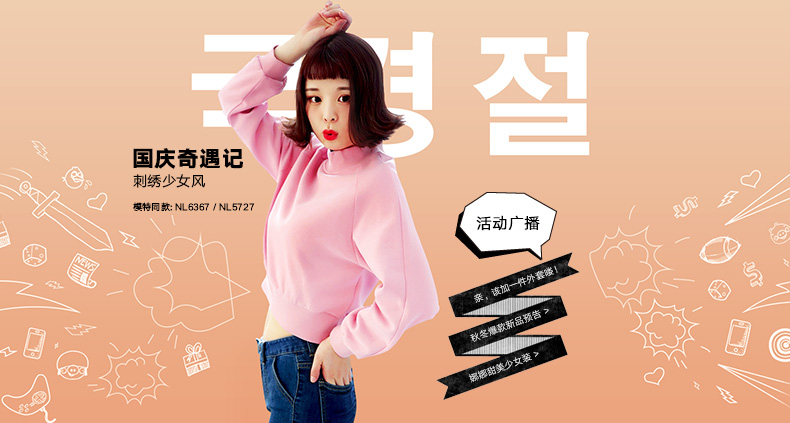 국경절
国庆奇遇记
刺绣少女风
模特同款: NL6367 / NL5727
活动广播
亲，该加一件外套喽！
秋冬爆款新品预告 >
娜娜甜美少女装 >
NEWS